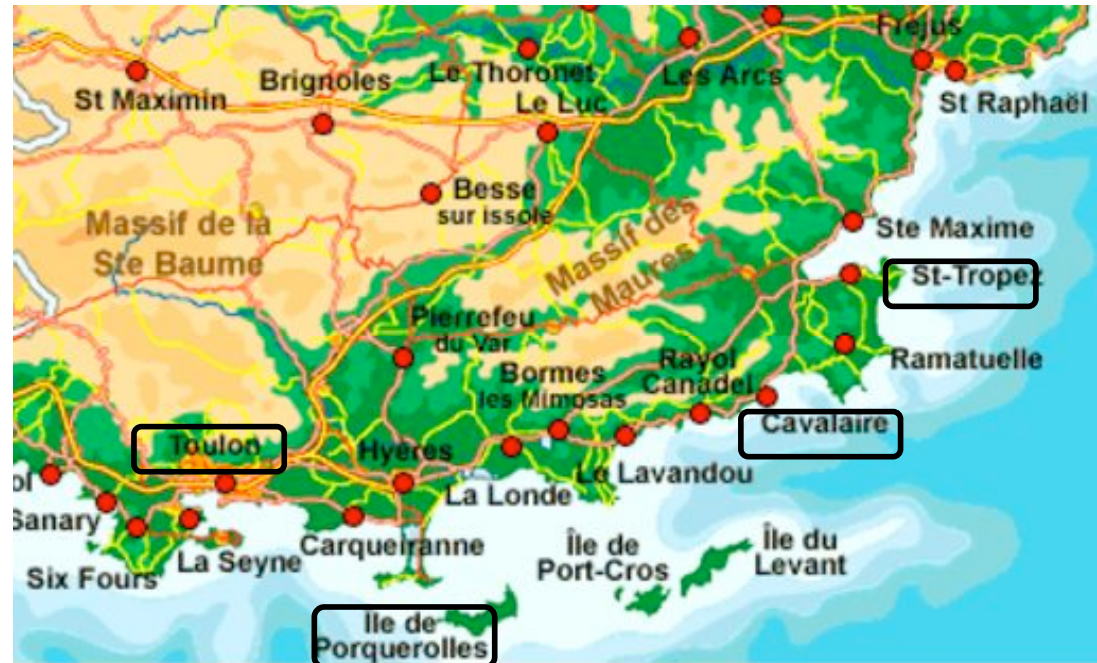 Fréjus
Le Thoronet
Les Arcs
Brignoles
St Maximin
Le Luc
St Raphaël
Besse
sur issole
Massif de la
Ste Baume
Massif des
Maures
Ste Maxime
St-Tropez
Pierrefeu
du Var
Ramatuelle
Rayol
Canadel
Bormes
les Mimosas
Cavalaire
Toulon
Hyères
Le Lavandou
ol
Sanary
La Londe
Carqueiranne
La Seyne
Six Fours
Île de
Port-Cros
Île du
Levant
Ile de
Porquerolles